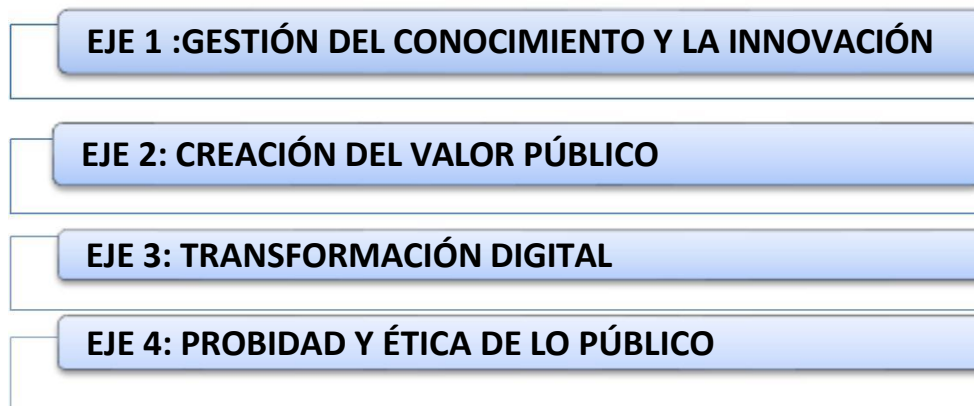 EJE 1 :GESTIÓN DEL CONOCIMIENTO Y LA INNOVACIÓN
EJE 2: CREACIÓN DEL VALOR PÚBLICO
EJE 3: TRANSFORMACIÓN DIGITAL
EJE 4: PROBIDAD Y ÉTICA DE LO PÚBLICO